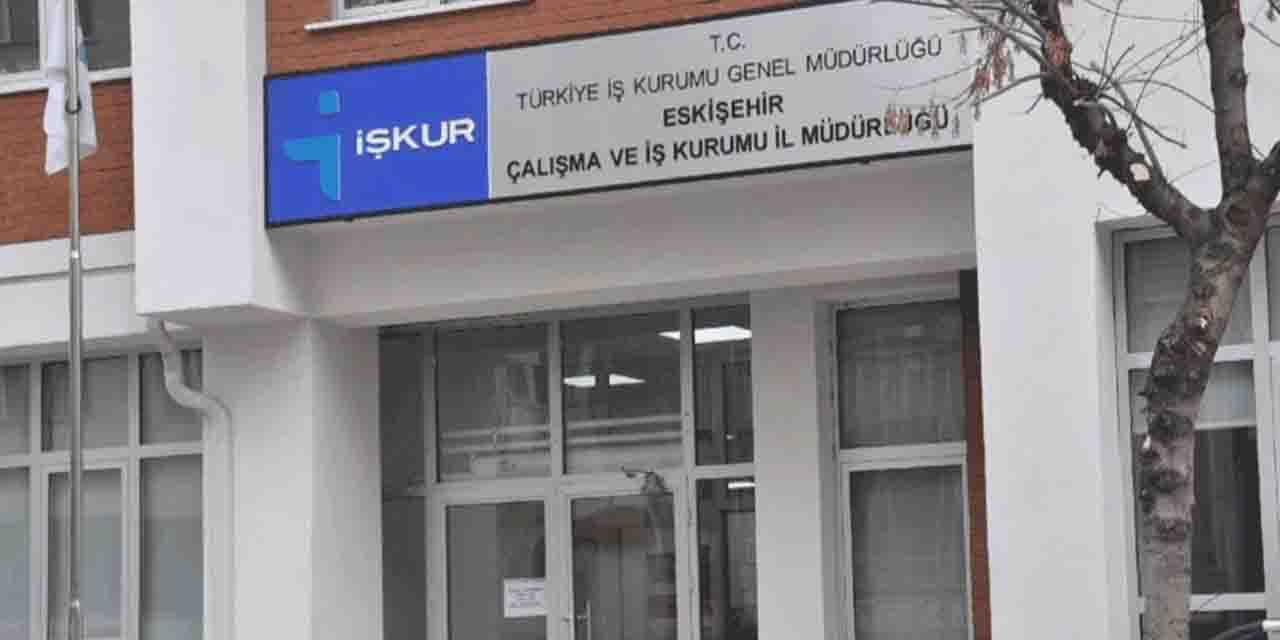 İŞKUR
T.C.
TÜRKİYE İŞ KURUMU GENEL MÜDÜRLÜĞÜ
ESKİŞEHİR
ÇALIŞMA VE İŞ KURUMU İL MÜDÜRLÜĞÜ